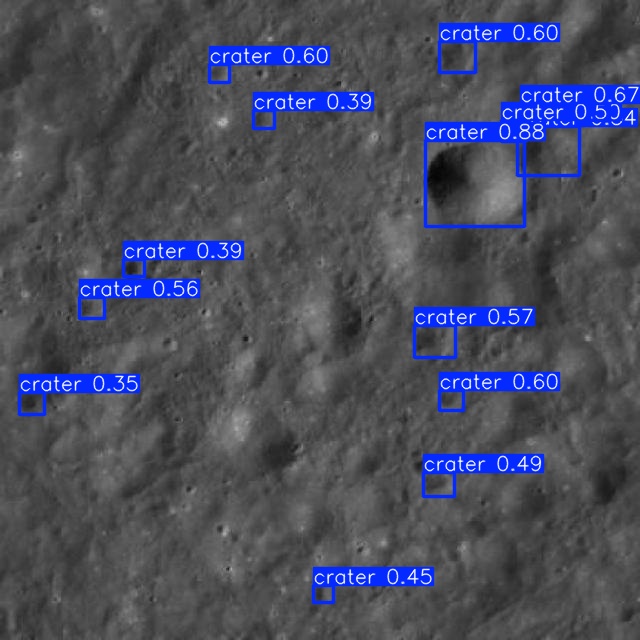 crater 0.60
crater 0.60
crater 0.39
crater 0.67
crater 0.50
crater 0.88
crater 0.39
crater 0.56
crater 0.57
crater 0.35
crater 0.60
crater 0.49
crater 0.45